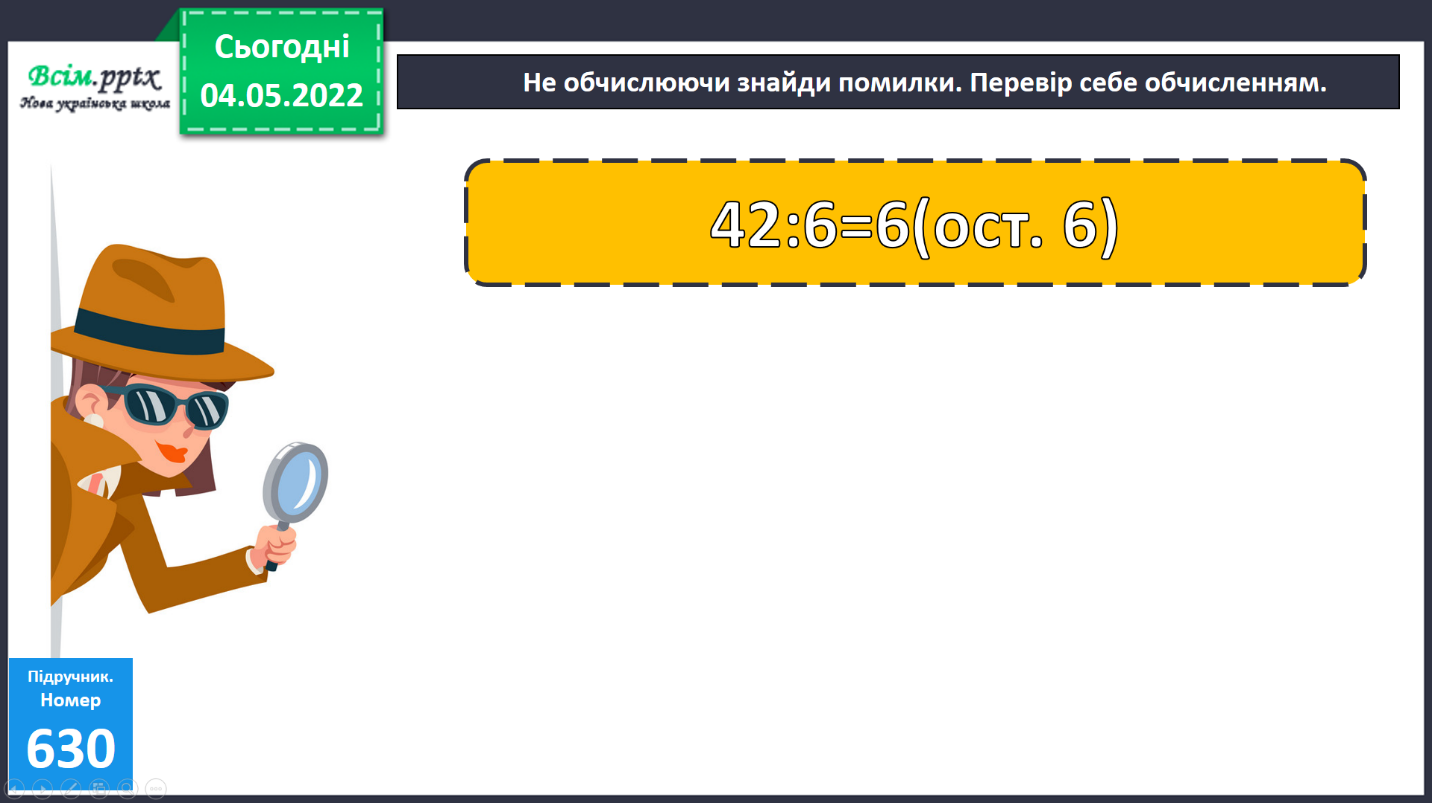 Сьогодні
04.05.2022
Всім.pptx
Нова українська школа
Не обчислюючи знайди помилки. Перевір себе обчисленням.
42:6=6(ост. 6)
Підручник.
Номер
630